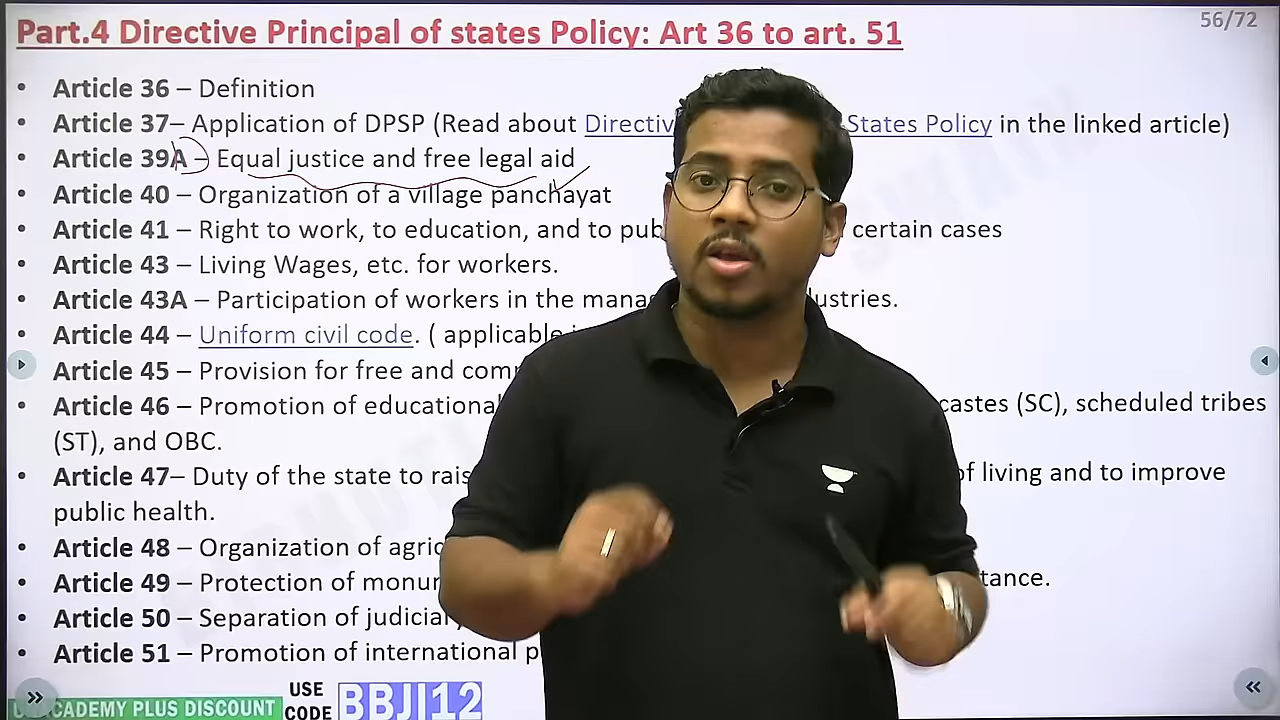 56/72
Part.4 Directive Principal of states Policy: Art 36 to art. 51
• Article 36 – Definition
• Article 37– Application of DPSP (Read about Directiv States Policy in the linked article)
• Article 39A – Equal justice and free legal aid
• Article 40 – Organization of a village panchayat
• Article 41 – Right to work, to education, and to pub certain cases
• Article 43 – Living Wages, etc. for workers.
• Article 43A – Participation of workers in the mana ustries.
• Article 44 – Uniform civil code. ( applicable
• Article 45 – Provision for free and com
• Article 46 – Promotion of educational castes (SC), scheduled tribes
(ST), and OBC.
• Article 47– Duty of the state to rais of living and to improve
public health.
• Article 48 – Organization of agric
• Article 49 – Protection of monu tance.
• Article 50 – Separation of judicia
• Article 51 – Promotion of international p
CADEMY PLUS DISCOUNT
USE
CODE
BBJI12